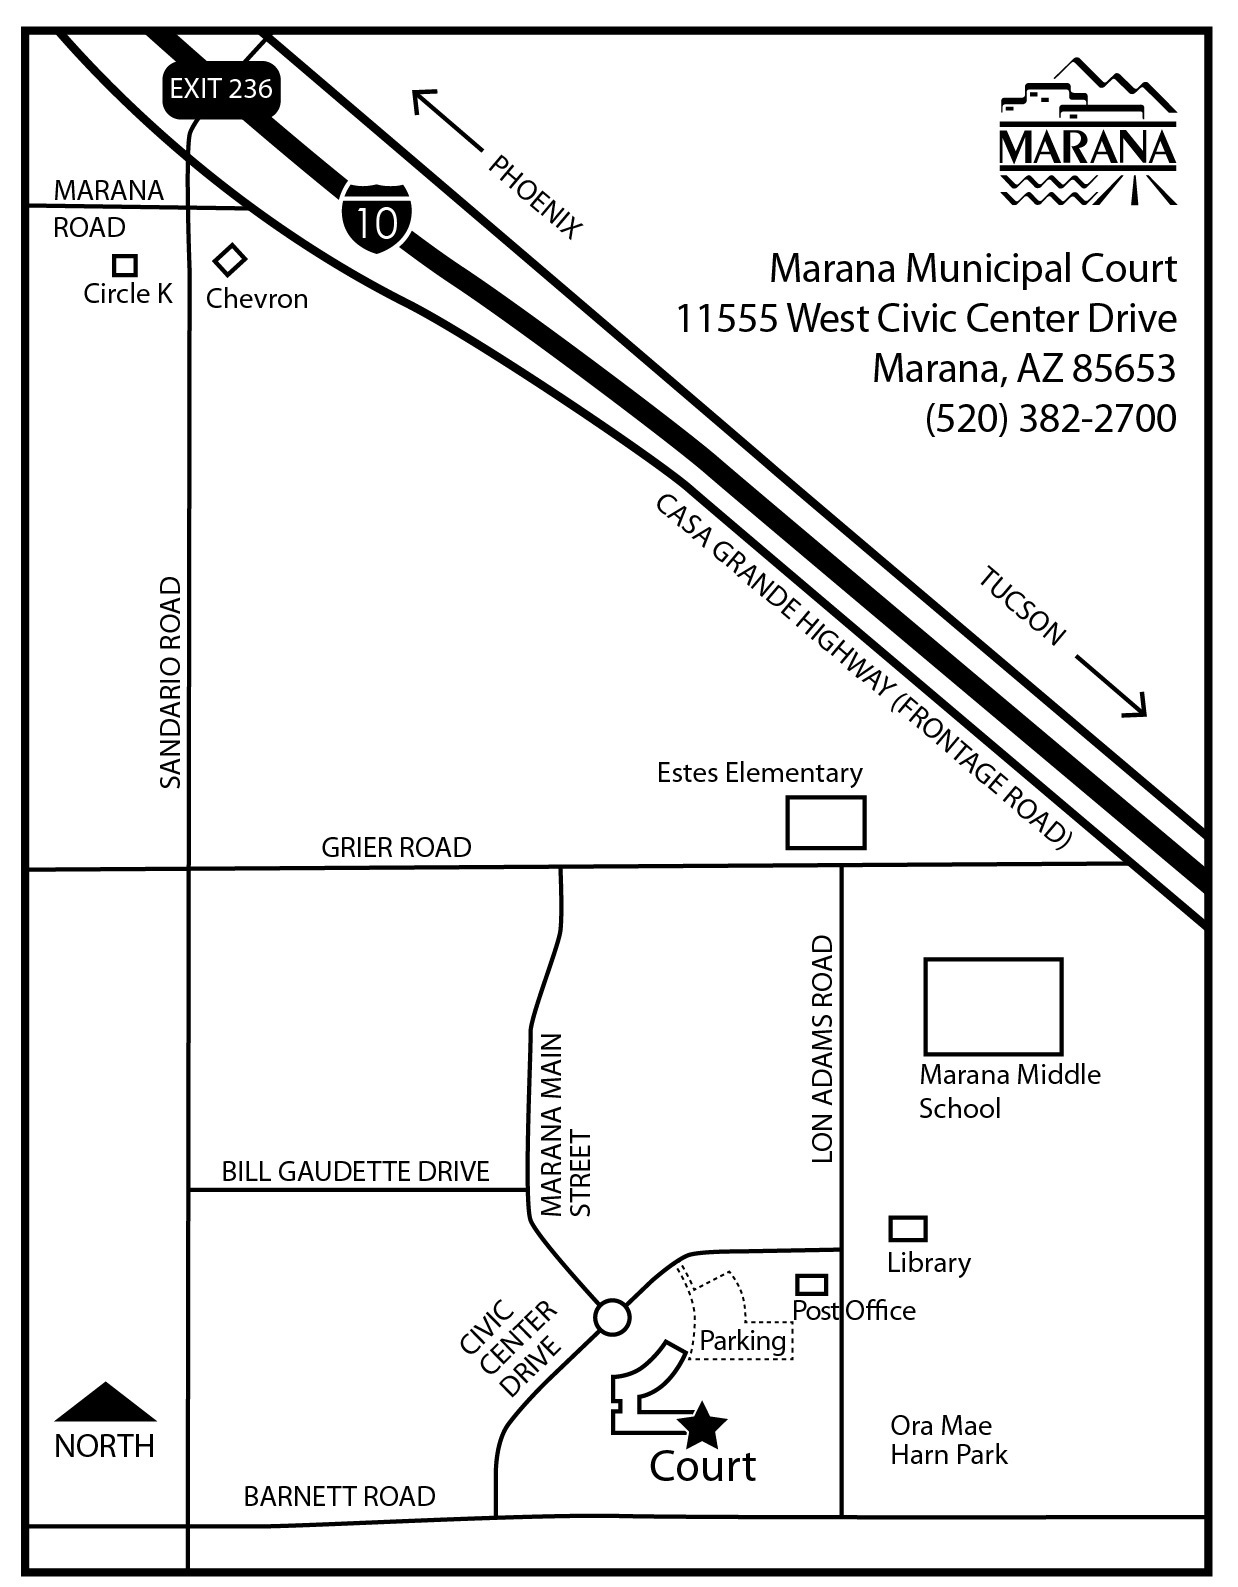 EXIT 236
MARANA
PHOENIX
MARANA
ROAD
10
Circle K
Chevron
Marana Municipal Court
11555 West Civic Center Drive
Marana, AZ 85653
(520) 382-2700
CASA GRANDE HIGHWAY (FRONTAGE ROAD)
TUCSON
SANDARIO ROAD
Estes Elementary
GRIER ROAD
LON ADAMS ROAD
MARANA MAIN
STREET
Marana Middle
School
BILL GAUDETTE DRIVE
Library
CIVIC
CENTER
DRIVE
Post Office
Parking
NORTH
Court
Ora Mae
Harn Park
BARNETT ROAD